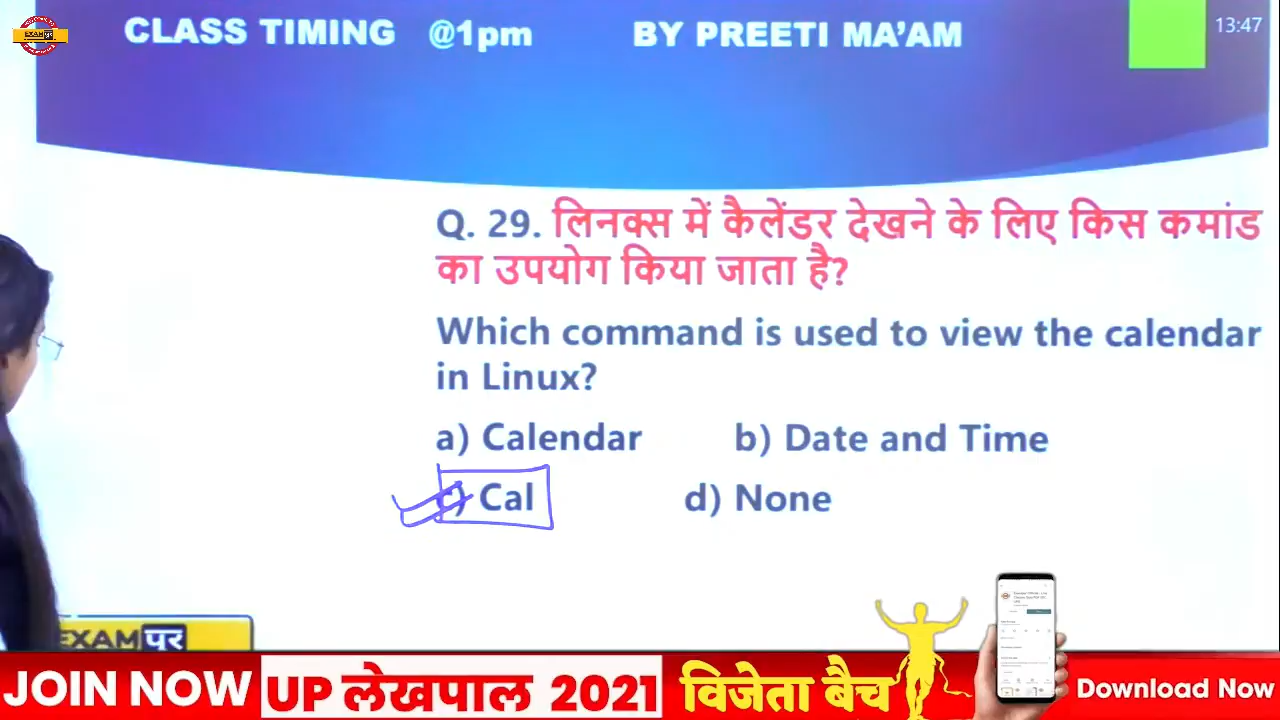 CLASS TIMING @1pm BY PREETI MA'AM
13:47
EXAM पुर
Q. 29. लिनक्स में कैलेंडर देखने के लिए किस कमांड
का उपयोग किया जाता है?
Which command is used to view the calendar
in Linux?
a) Calendar b) Date and Time
c) Cal d) None
EXAM पुर
JOIN NOW UP लेखपाल 2021 विजेता बैच Download Now